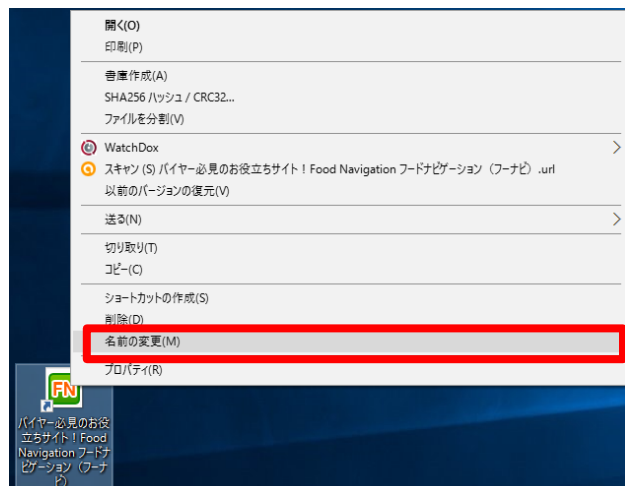 開く(O)
印刷(P)
書庫作成(A)
SHA256 ハッシュ / CRC32...
ファイルを分割(V)
WatchDox
スキャン (S) バイヤー必見のお役立ちサイト！Food Navigation フードナビゲーション（フーナビ）.url
以前のバージョンの復元(V)
送る(N)
切り取り(T)
コピー(C)
ショートカットの作成(S)
削除(D)
名前の変更(M)
プロパティ(R)
FN
バイヤー必見のお役
立ちサイト！Food
Navigation フードナ
ビゲーション（フーナ
ビ）